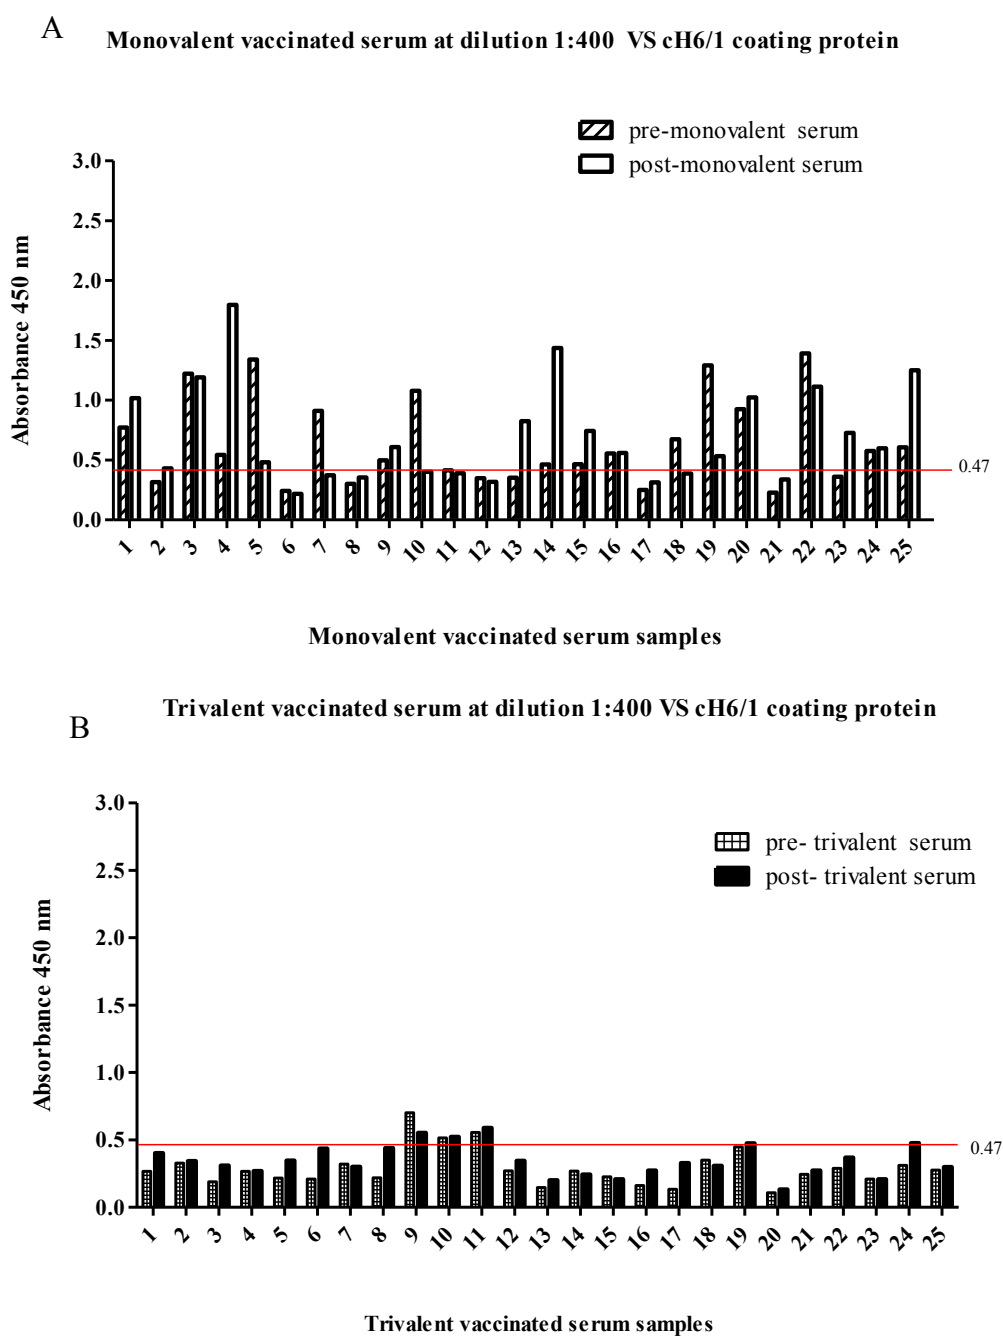 A
Monovalent vaccinated serum at dilution 1:400 VS cH6/1 coating protein
pre-monovalent serum
post-monovalent serum
3.0
2.5
2.0
1.5
1.0
0.5
0.0
Absorbance 450 nm
0.47
1 2 3 4 5 6 7 8 9 10 11 12 13 14 15 16 17 18 19 20 21 22 23 24 25
Monovalent vaccinated serum samples
Trivalent vaccinated serum at dilution 1:400 VS cH6/1 coating protein
B
pre- trivalent serum
post- trivalent serum
3.0
2.5
2.0
1.5
1.0
0.5
0.0
Absorbance 450 nm
0.47
1 2 3 4 5 6 7 8 9 10 11 12 13 14 15 16 17 18 19 20 21 22 23 24 25
Trivalent vaccinated serum samples